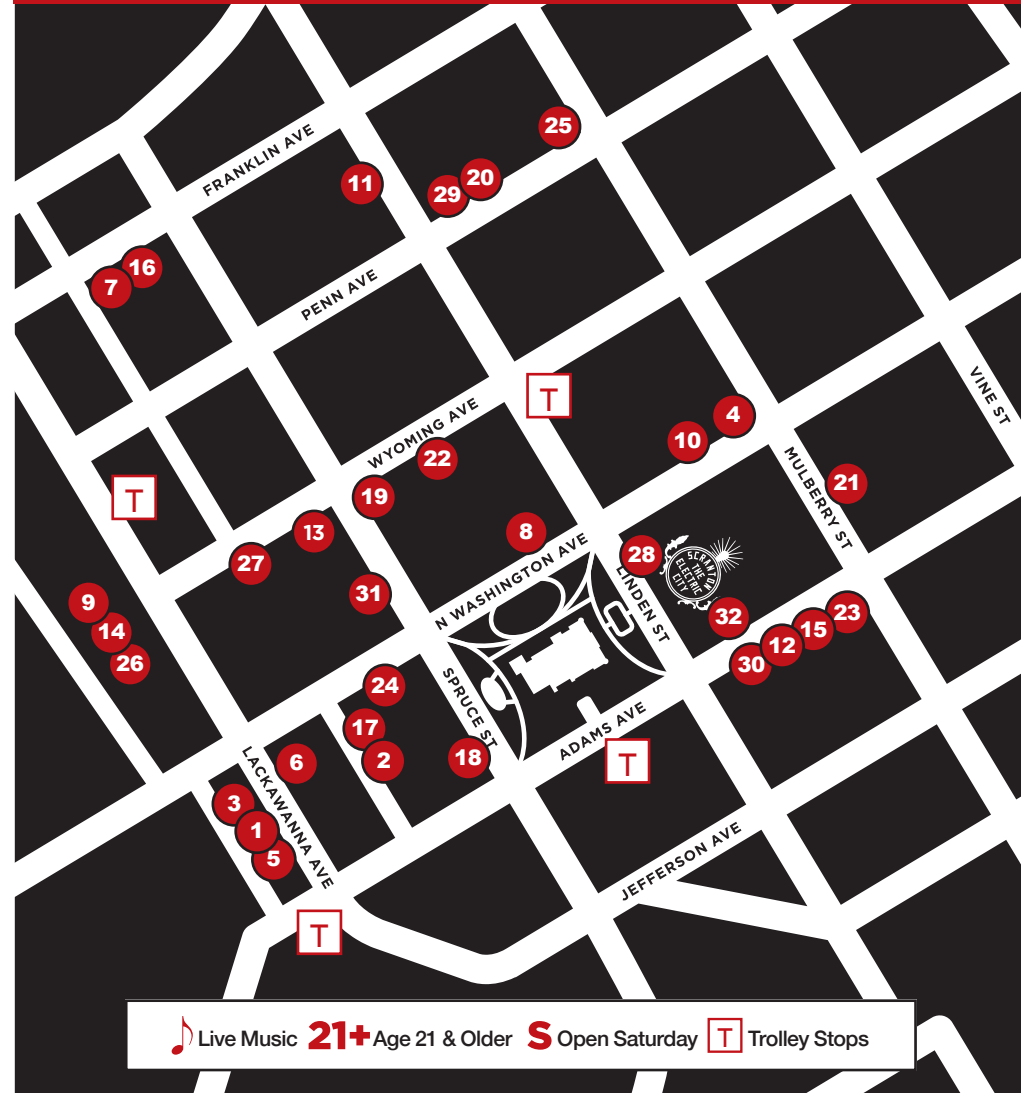 25
11
20
29
FRANKLIN AVE
16
7
PENN AVE
VINE ST
T
4
WYOMING AVE
10
22
MULBERRY ST
21
19
T
13
8
27
N WASHINGTON AVE
28
SCRANTON
THE
ELECTRIC
CITY
LINDEN ST
31
9
32
23
14
15
12
26
30
24
SPRUCE ST
17
ADAMS AVE
2
18
T
6
LACKAWANNA AVE
3
1
5
JEFFERSON AVE
T
Live Music 21+ Age 21 & Older S Open Saturday T Trolley Stops